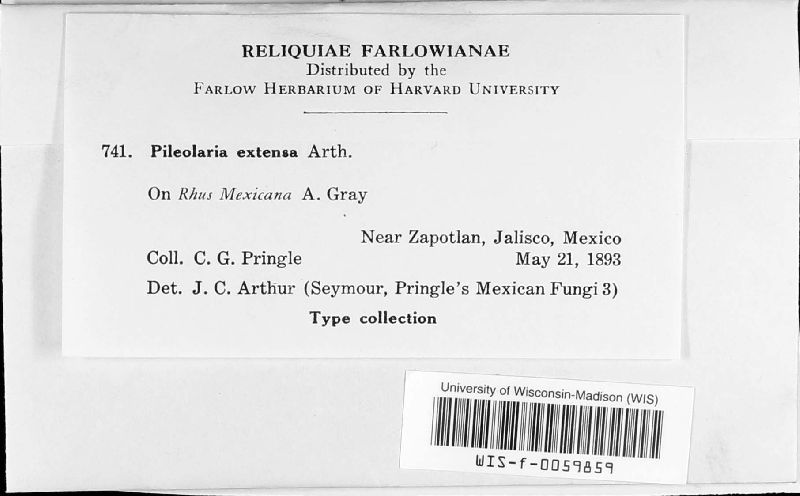 RELIQUIAE FARLOWIANAE
Distributed by the
FARLOW HERBARIUM OF HARVARD UNIVERSITY
741. Pileolaria extensa Arth.
On Rhus Mexicana A. Gray
Near Zapotlan, Jalisco, Mexico
Coll. C. G. Pringle May 21, 1893
Det. J. C. Arthur (Seymour, Pringle's Mexican Fungi 3)
Type collection
University of Wisconsin-Madison (WIS)
WIS-f-0059859